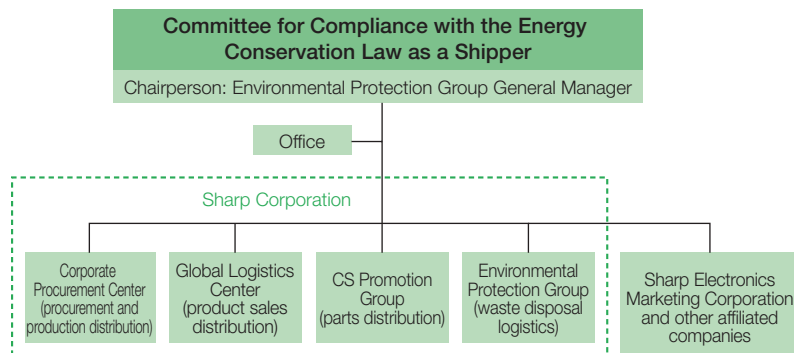 Committee for Compliance with the Energy
Conservation Law as a Shipper
Chairperson: Environmental Protection Group General Manager
Office
Sharp Corporation
Corporate
Procurement Center
(procurement and
production distribution)
Global Logistics
Center
(product sales
distribution)
CS Promotion
Group
(parts distribution)
Environmental
Protection Group
(waste disposal
logistics)
Sharp Electronics
Marketing Corporation
and other affiliated
companies